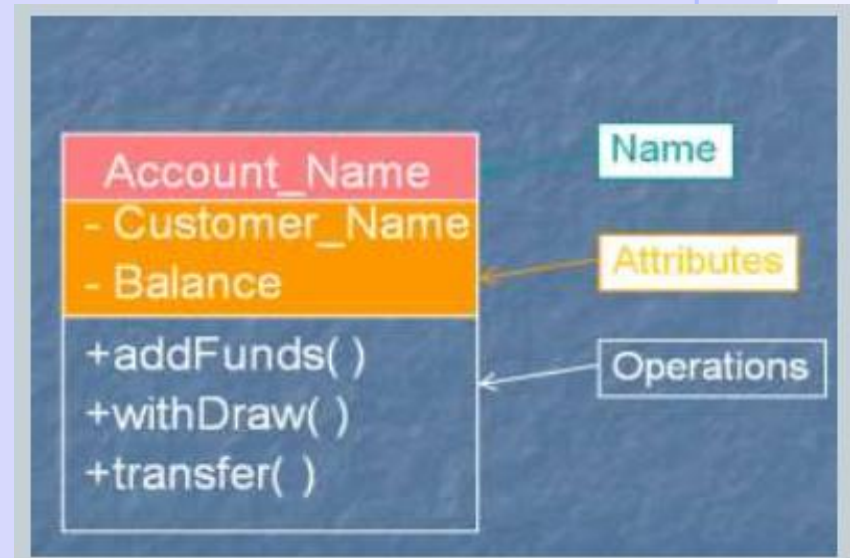 Account_Name
- Customer_Name
- Balance
+addFunds( )
+withDraw( )
+transfer( )
Name
Attributes
Operations